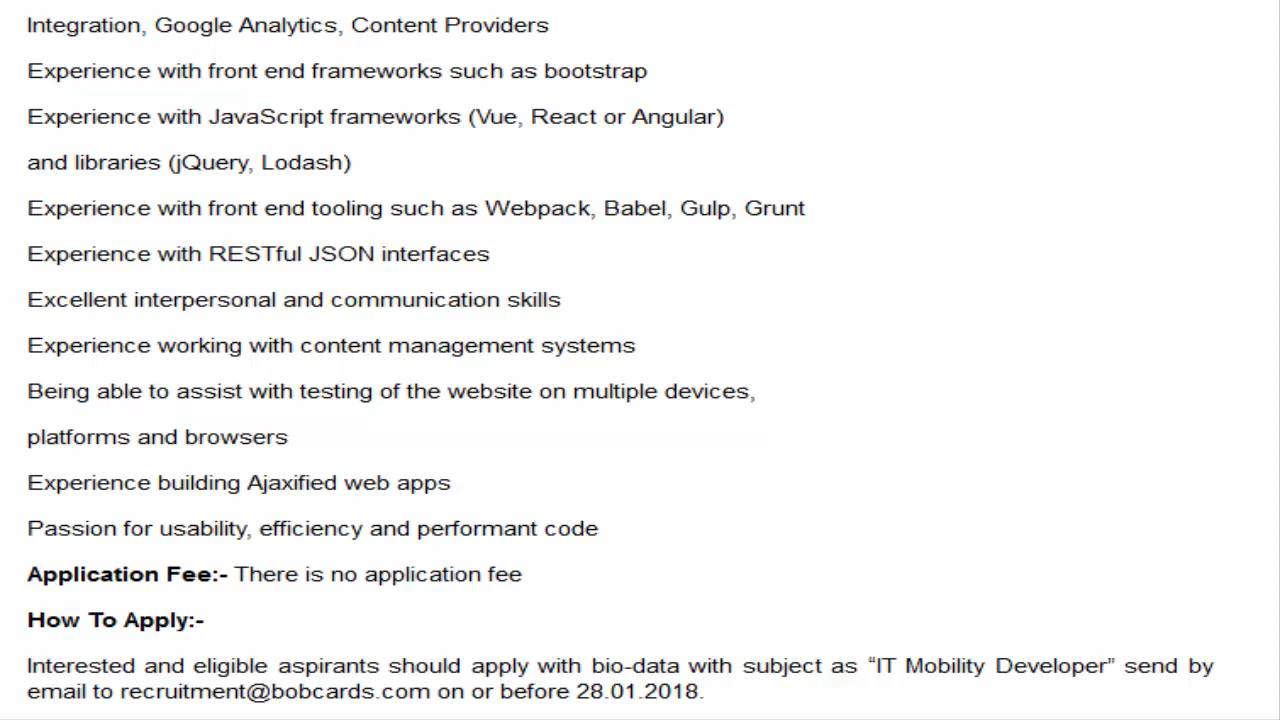 Integration, Google Analytics, Content Providers
Experience with front end frameworks such as bootstrap
Experience with JavaScript frameworks (Vue, React or Angular)
and libraries (jQuery, Lodash)
Experience with front end tooling such as Webpack, Babel, Gulp, Grunt
Experience with RESTful JSON interfaces
Excellent interpersonal and communication skills
Experience working with content management systems
Being able to assist with testing of the website on multiple devices,
platforms and browsers
Experience building Ajaxified web apps
Passion for usability, efficiency and performant code
Application Fee:- There is no application fee
How To Apply:-
Interested and eligible aspirants should apply with bio-data with subject as “IT Mobility Developer” send by
email to recruitment@bobcards.com on or before 28.01.2018.